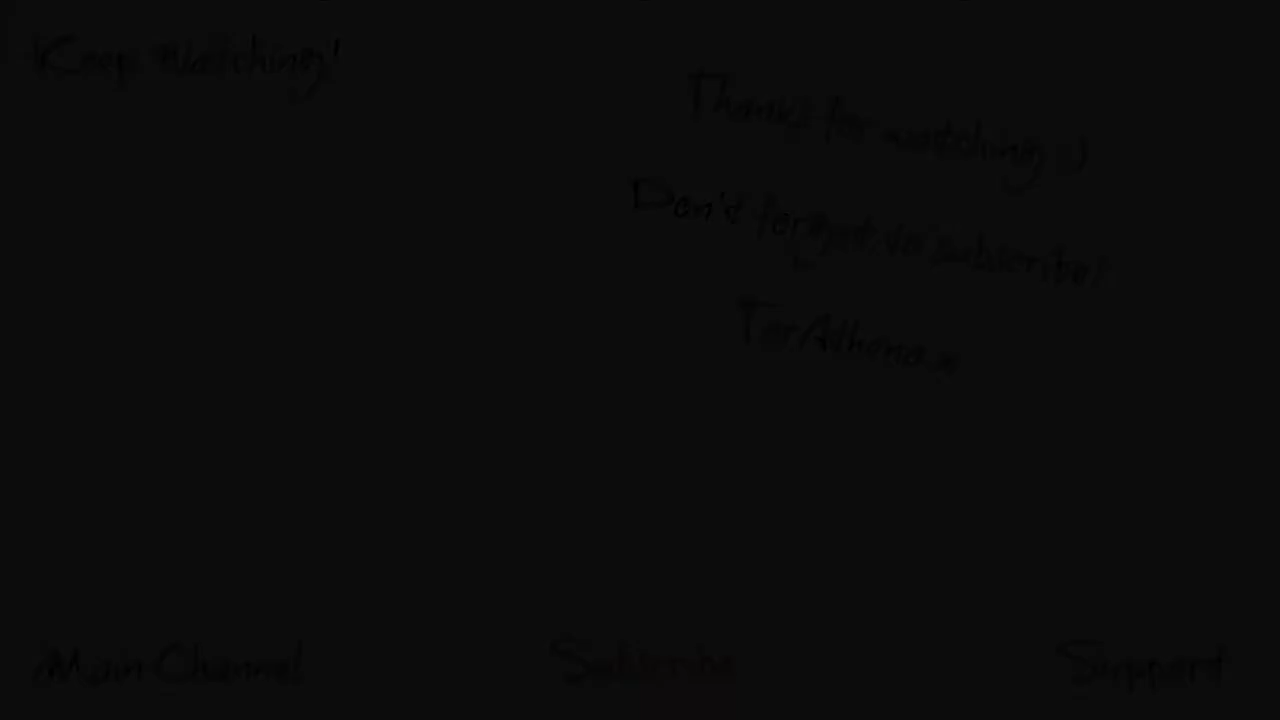 Keep Watching!
Thanks for watching :)
Don't forget to subscribe!
Main Channel
Subscribe
Support